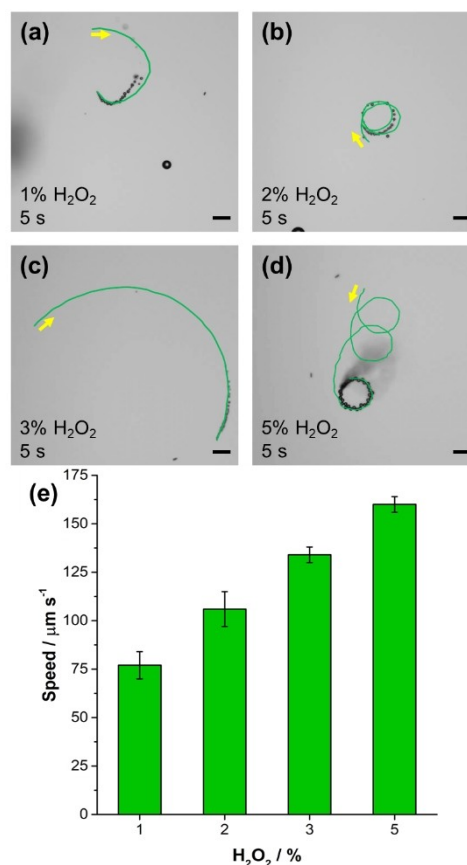 (a)
1% H₂O₂
5 s
(b)
2% H₂O₂
5 s
(c)
3% H₂O₂
5 s
(d)
5% H₂O₂
5 s
(e)
Speed / μm s⁻¹
175
150
125
100
75
50
25
0
1 2 3 5
H₂O₂ / %